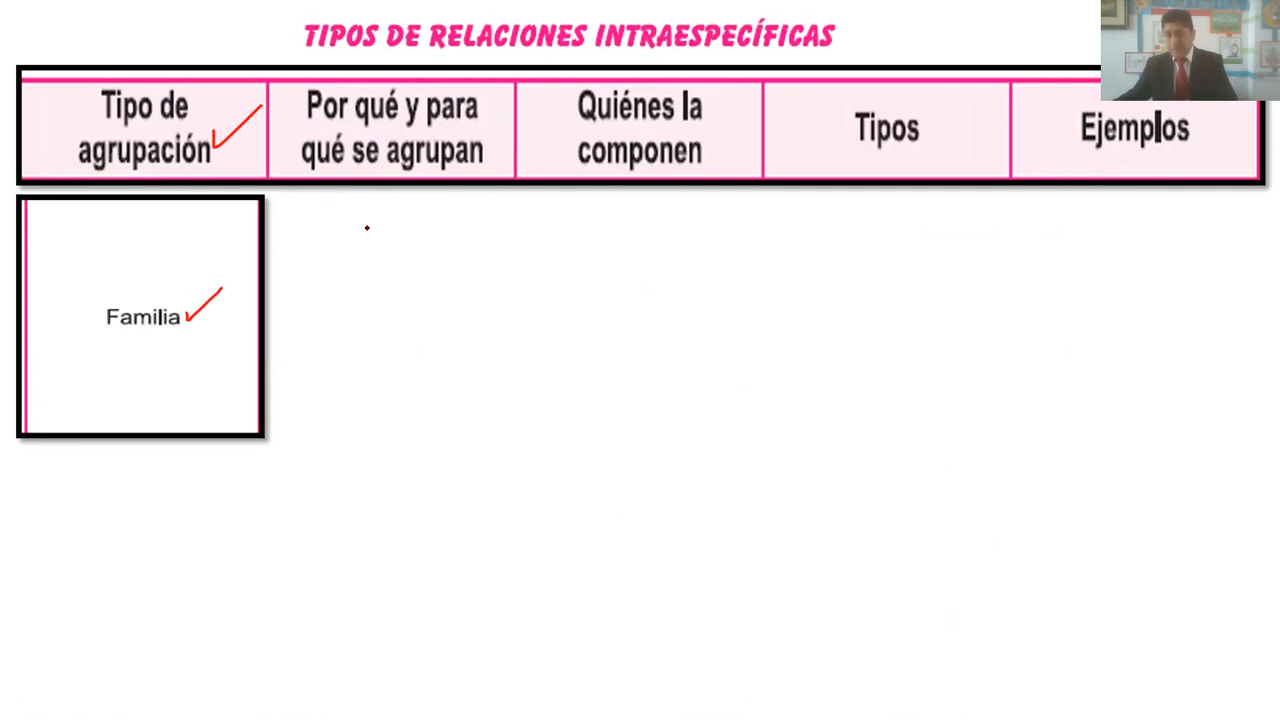 TIPOS DE RELACIONES INTRAESPECÍFICAS
Tipo de
agrupación
Por qué y para
qué se agrupan
Quiénes la
componen
Tipos
Ejemplos
Familia